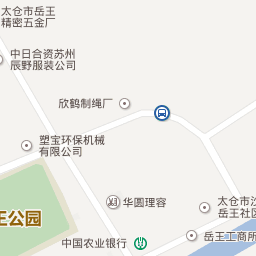 太仓市岳王
精密五金厂
中日合资苏州
辰野服装公司
欣鹤制绳厂
塑宝环保机械
有限公司
华圆理容
太仓市沙
岳王社区
王公园
岳王工商所
中国农业银行